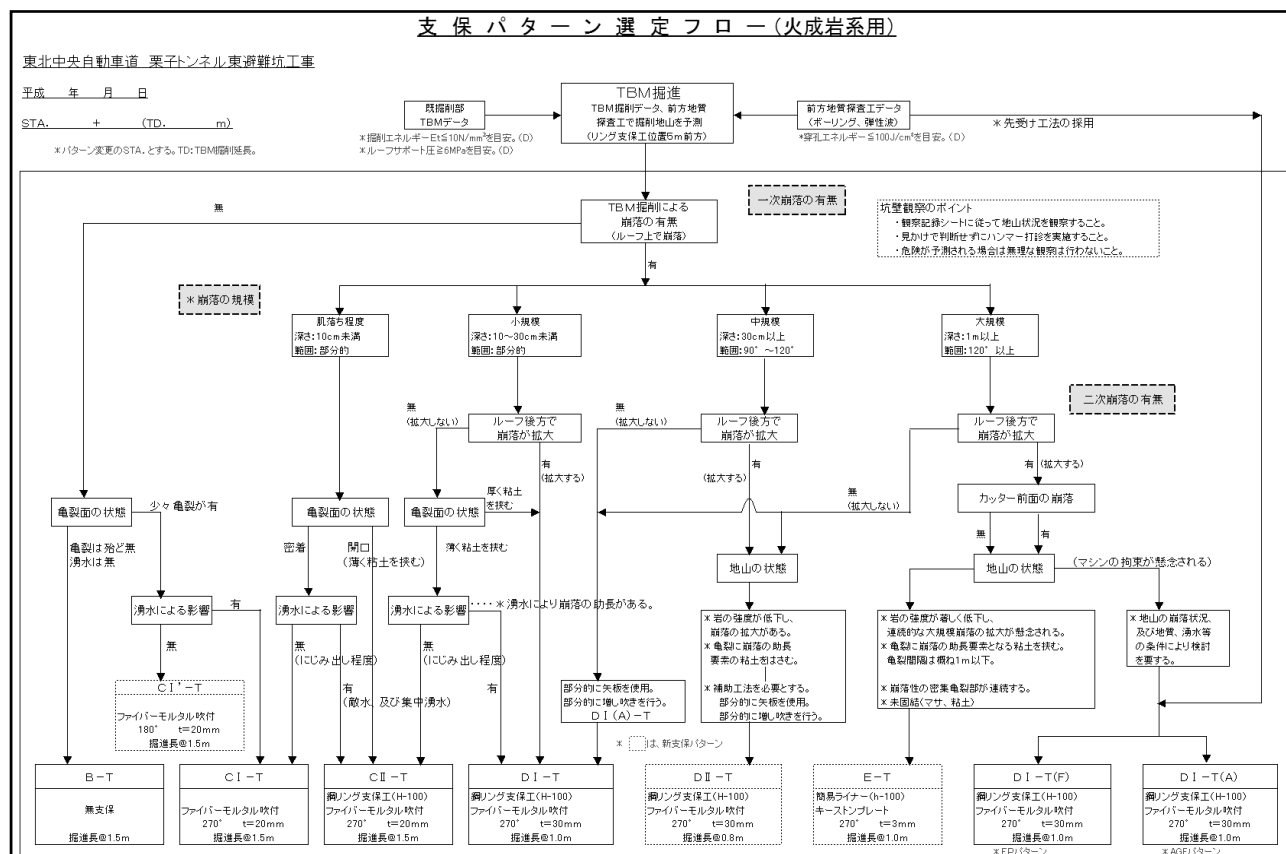 支保パターン選定フロー(火成岩系用)
東北中央自動車道 栗子トンネル東避難坑工事
平成 年 月 日
STA. + (TD. m)
*パターン変更のSTA.とする。TD:TBM掘削延長。
既掘削部
TBMデータ
*掘削エネルギーEt≦10N/mm²を目安。(D)
*ルーフサポート圧≧6MPaを目安。(D)
TBM掘進
TBM掘削データ、前方地質
探査工で掘削地山を予測
(リング支保工位置5m前方)
前方地質探査工データ
(ボーリング、弾性波)
*穿孔エネルギー≦100J/cm³を目安。(D)
*先受け工法の採用
一次崩落の有無
無
TBM掘削による
崩落の有無
(ルーフ上で崩落)
有
坑壁観察のポイント
・観察記録シートに従って地山状況を観察すること。
・見かけで判断せずにハンマー打診を実施すること。
・危険が予測される場合は無理な観察は行わないこと。
*崩落の規模
肌落ち程度
深さ:10cm未満
範囲:部分的
小規模
深さ:10～30cm未満
範囲:部分的
中規模
深さ:30cm以上
範囲:90°～120°
大規模
深さ:1m以上
範囲:120°以上
二次崩落の有無
無
(拡大しない)
ルーフ後方で
崩落が拡大
有
(拡大する)
無
(拡大しない)
ルーフ後方で
崩落が拡大
有
(拡大する)
無
(拡大しない)
ルーフ後方で
崩落が拡大
有
(拡大する)
カッター前面の崩落
無
有
亀裂面の状態
少々亀裂が有
亀裂は殆ど無
湧水は無
亀裂面の状態
密着
開口
(薄く粘土を挟む)
亀裂面の状態
厚く粘土
を挟む
薄く粘土を挟む
地山の状態
地山の状態
(マシンの拘束が懸念される)
湧水による影響
有
無
湧水による影響
無
(にじみ出し程度)
有
(敵水、及び集中湧水)
湧水による影響
・・・・*湧水により崩落の助長がある。
無
(にじみ出し程度)
有
部分的に矢板を使用。
部分的に増し吹きを行う。
DⅠ(A)-T
*岩の強度が低下し、
崩落の拡大がある。
*亀裂に崩落の助長
要素の粘土をはさむ。
*補助工法を必要とする。
部分的に矢板を使用。
部分的に増し吹きを行う。
*岩の強度が著しく低下し、
連続的な大規模崩落の拡大が懸念される。
*亀裂に崩落の助長要素となる粘土を挟む。
亀裂間隔は概ね1m以下。
*崩落性の密集亀裂部が連続する。
*未固結(マサ、粘土)
*地山の崩落状況、
及び地質、湧水等
の条件により検討
を要する。
*は、新支保パターン
CⅠ'-T
ファイバーモルタル吹付
180° t=20mm
掘進長@1.5m
B-T
無支保
掘進長@1.5m
CⅠ-T
ファイバーモルタル吹付
270° t=20mm
掘進長@1.5m
CⅡ-T
鋼リング支保工(H-100)
ファイバーモルタル吹付
270° t=20mm
掘進長@1.5m
DⅠ-T
鋼リング支保工(H-100)
ファイバーモルタル吹付
270° t=30mm
掘進長@1.0m
DⅡ-T
鋼リング支保工(H-100)
ファイバーモルタル吹付
270° t=30mm
掘進長@0.8m
E-T
簡易ライナー(h-100)
キーストンプレート
270° t=3mm
掘進長@1.0m
DⅠ-T(F)
鋼リング支保工(H-100)
ファイバーモルタル吹付
270° t=30mm
掘進長@1.0m
*FPパターン
DⅠ-T(A)
鋼リング支保工(H-100)
ファイバーモルタル吹付
270° t=30mm
掘進長@1.0m
*AGFパターン